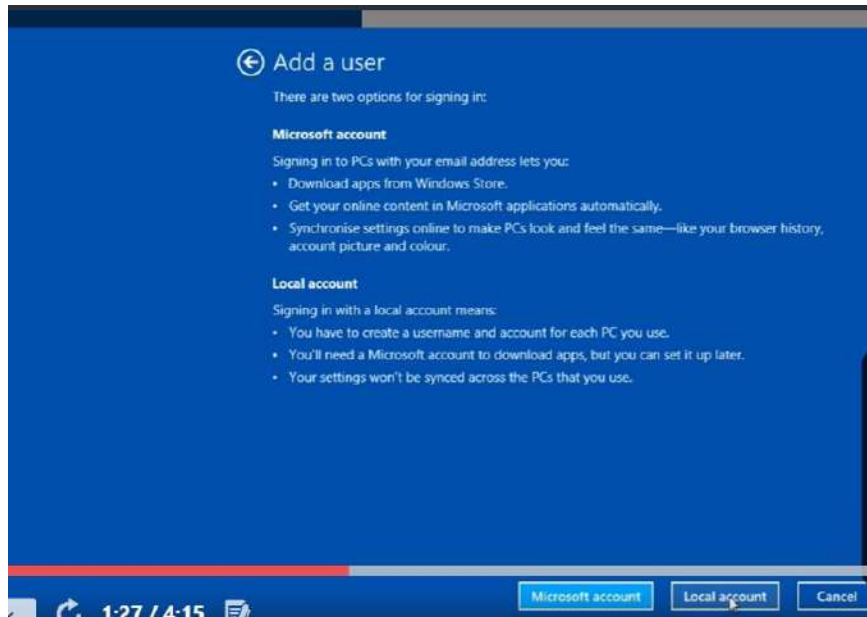 Add a user
There are two options for signing in:
Microsoft account
Signing in to PCs with your email address lets you:
• Download apps from Windows Store.
• Get your online content in Microsoft applications automatically.
• Synchronise settings online to make PCs look and feel the same—like your browser history,
account picture and colour.
Local account
Signing in with a local account means:
• You have to create a username and account for each PC you use.
• You'll need a Microsoft account to download apps, but you can set it up later.
• Your settings won't be synced across the PCs that you use.
Microsoft account Local account Cancel
1:27 / 4:15